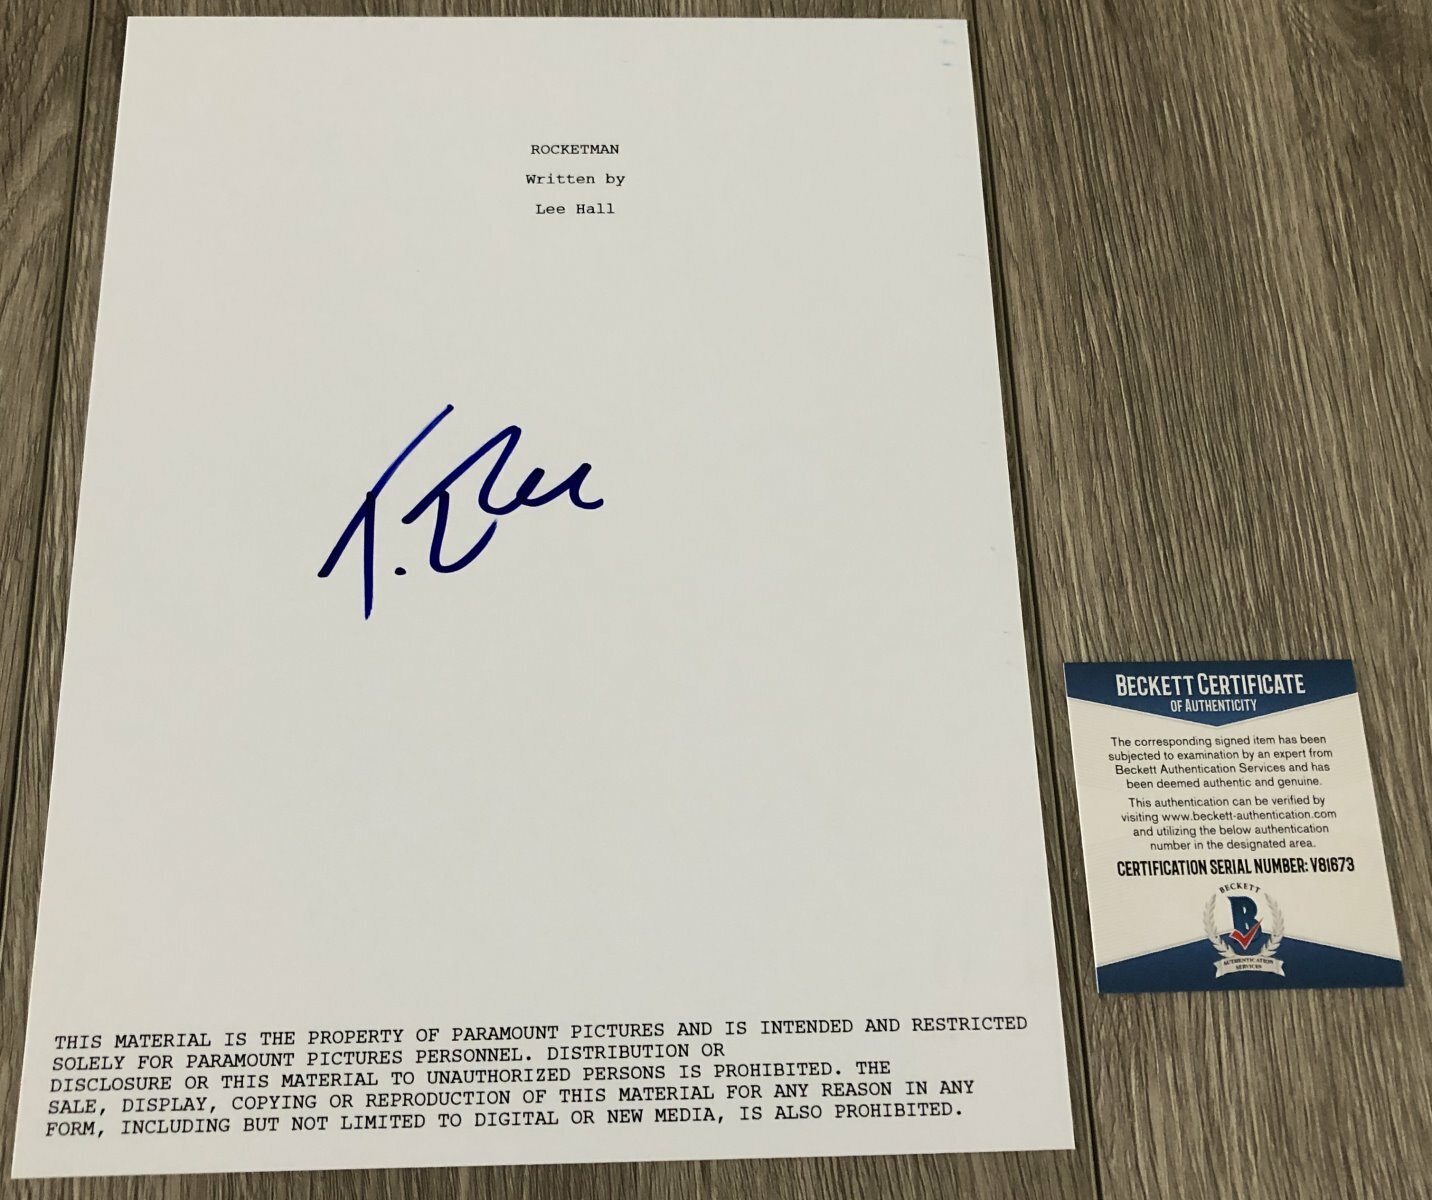 ROCKETMAN
Written by
Lee Hall
THIS MATERIAL IS THE PROPERTY OF PARAMOUNT PICTURES AND IS INTENDED AND RESTRICTED
SOLELY FOR PARAMOUNT PICTURES PERSONNEL. DISTRIBUTION OR
DISCLOSURE OR THIS MATERIAL TO UNAUTHORIZED PERSONS IS PROHIBITED. THE
SALE, DISPLAY, COPYING OR REPRODUCTION OF THIS MATERIAL FOR ANY REASON IN ANY
FORM, INCLUDING BUT NOT LIMITED TO DIGITAL OR NEW MEDIA, IS ALSO PROHIBITED.
BECKETT CERTIFICATE
OF AUTHENTICITY
The corresponding signed item has been
subjected to examination by an expert from
Beckett Authentication Services and has
been deemed authentic and genuine.
This authentication can be verified by
visiting www.beckett-authentication.com
and utilizing the below authentication
number in the designated area.
CERTIFICATION SERIAL NUMBER: V81673
BECKETT
B
AUTHENTICATION
SERVICES